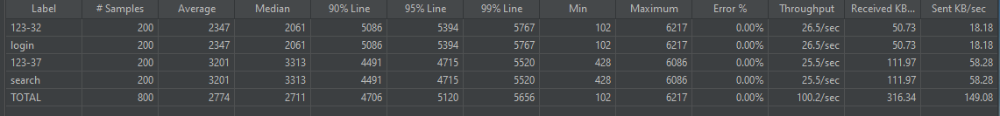 Label # Samples Average Median 90% Line 95% Line 99% Line Min Maximum Error % Throughput Received KB... Sent KB/sec
123-32 200 2347 2061 5086 5394 5767 102 6217 0.00% 26.5/sec 50.73 18.18
login 200 2347 2061 5086 5394 5767 102 6217 0.00% 26.5/sec 50.73 18.18
123-37 200 3201 3313 4491 4715 5520 428 6086 0.00% 25.5/sec 111.97 58.28
search 200 3201 3313 4491 4715 5520 428 6086 0.00% 25.5/sec 111.97 58.28
TOTAL 800 2774 2711 4706 5120 5656 102 6217 0.00% 100.2/sec 316.34 149.08